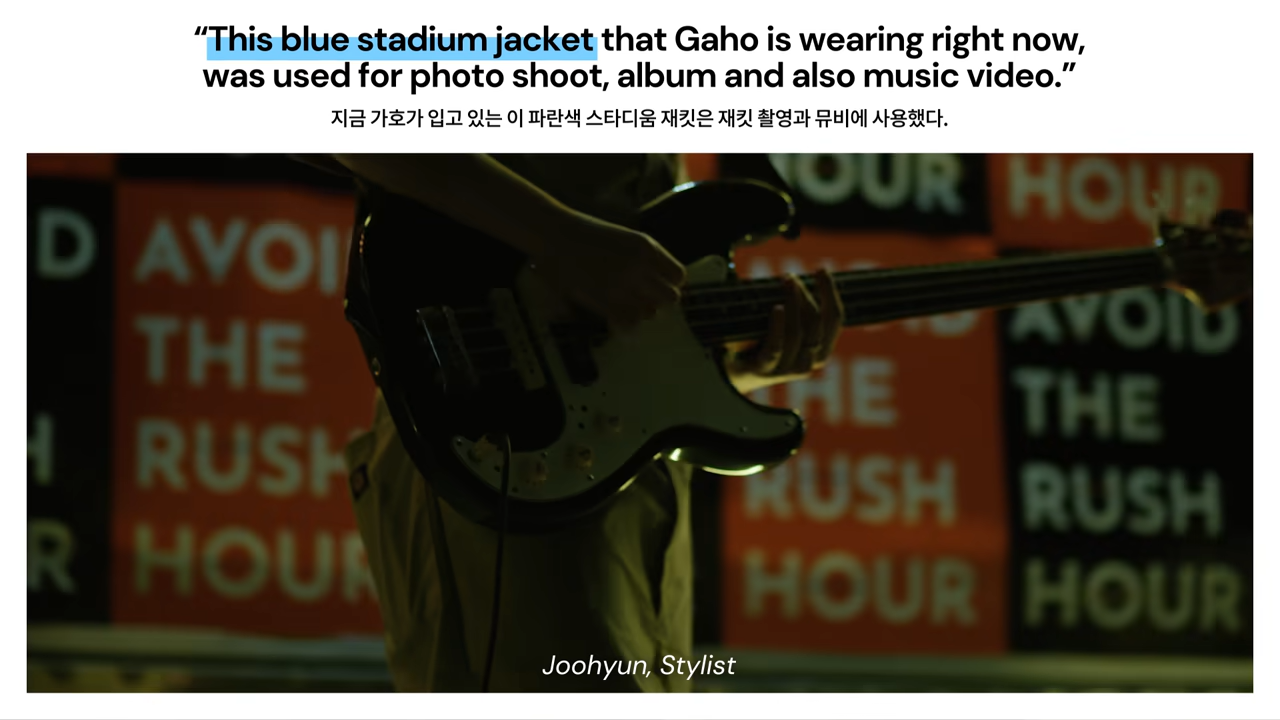 “This blue stadium jacket that Gaho is wearing right now,
was used for photo shoot, album and also music video.”
지금 가호가 입고 있는 이 파란색 스타디움 재킷은 재킷 촬영과 뮤비에 사용했다.
D
AVOI
THE
RUSH
HOUR
H
R
HOUR
AVOID
THE
RUSH
HOUR
HOUR
AVOID
THE
RUSH
HOUR
Joohyun, Stylist